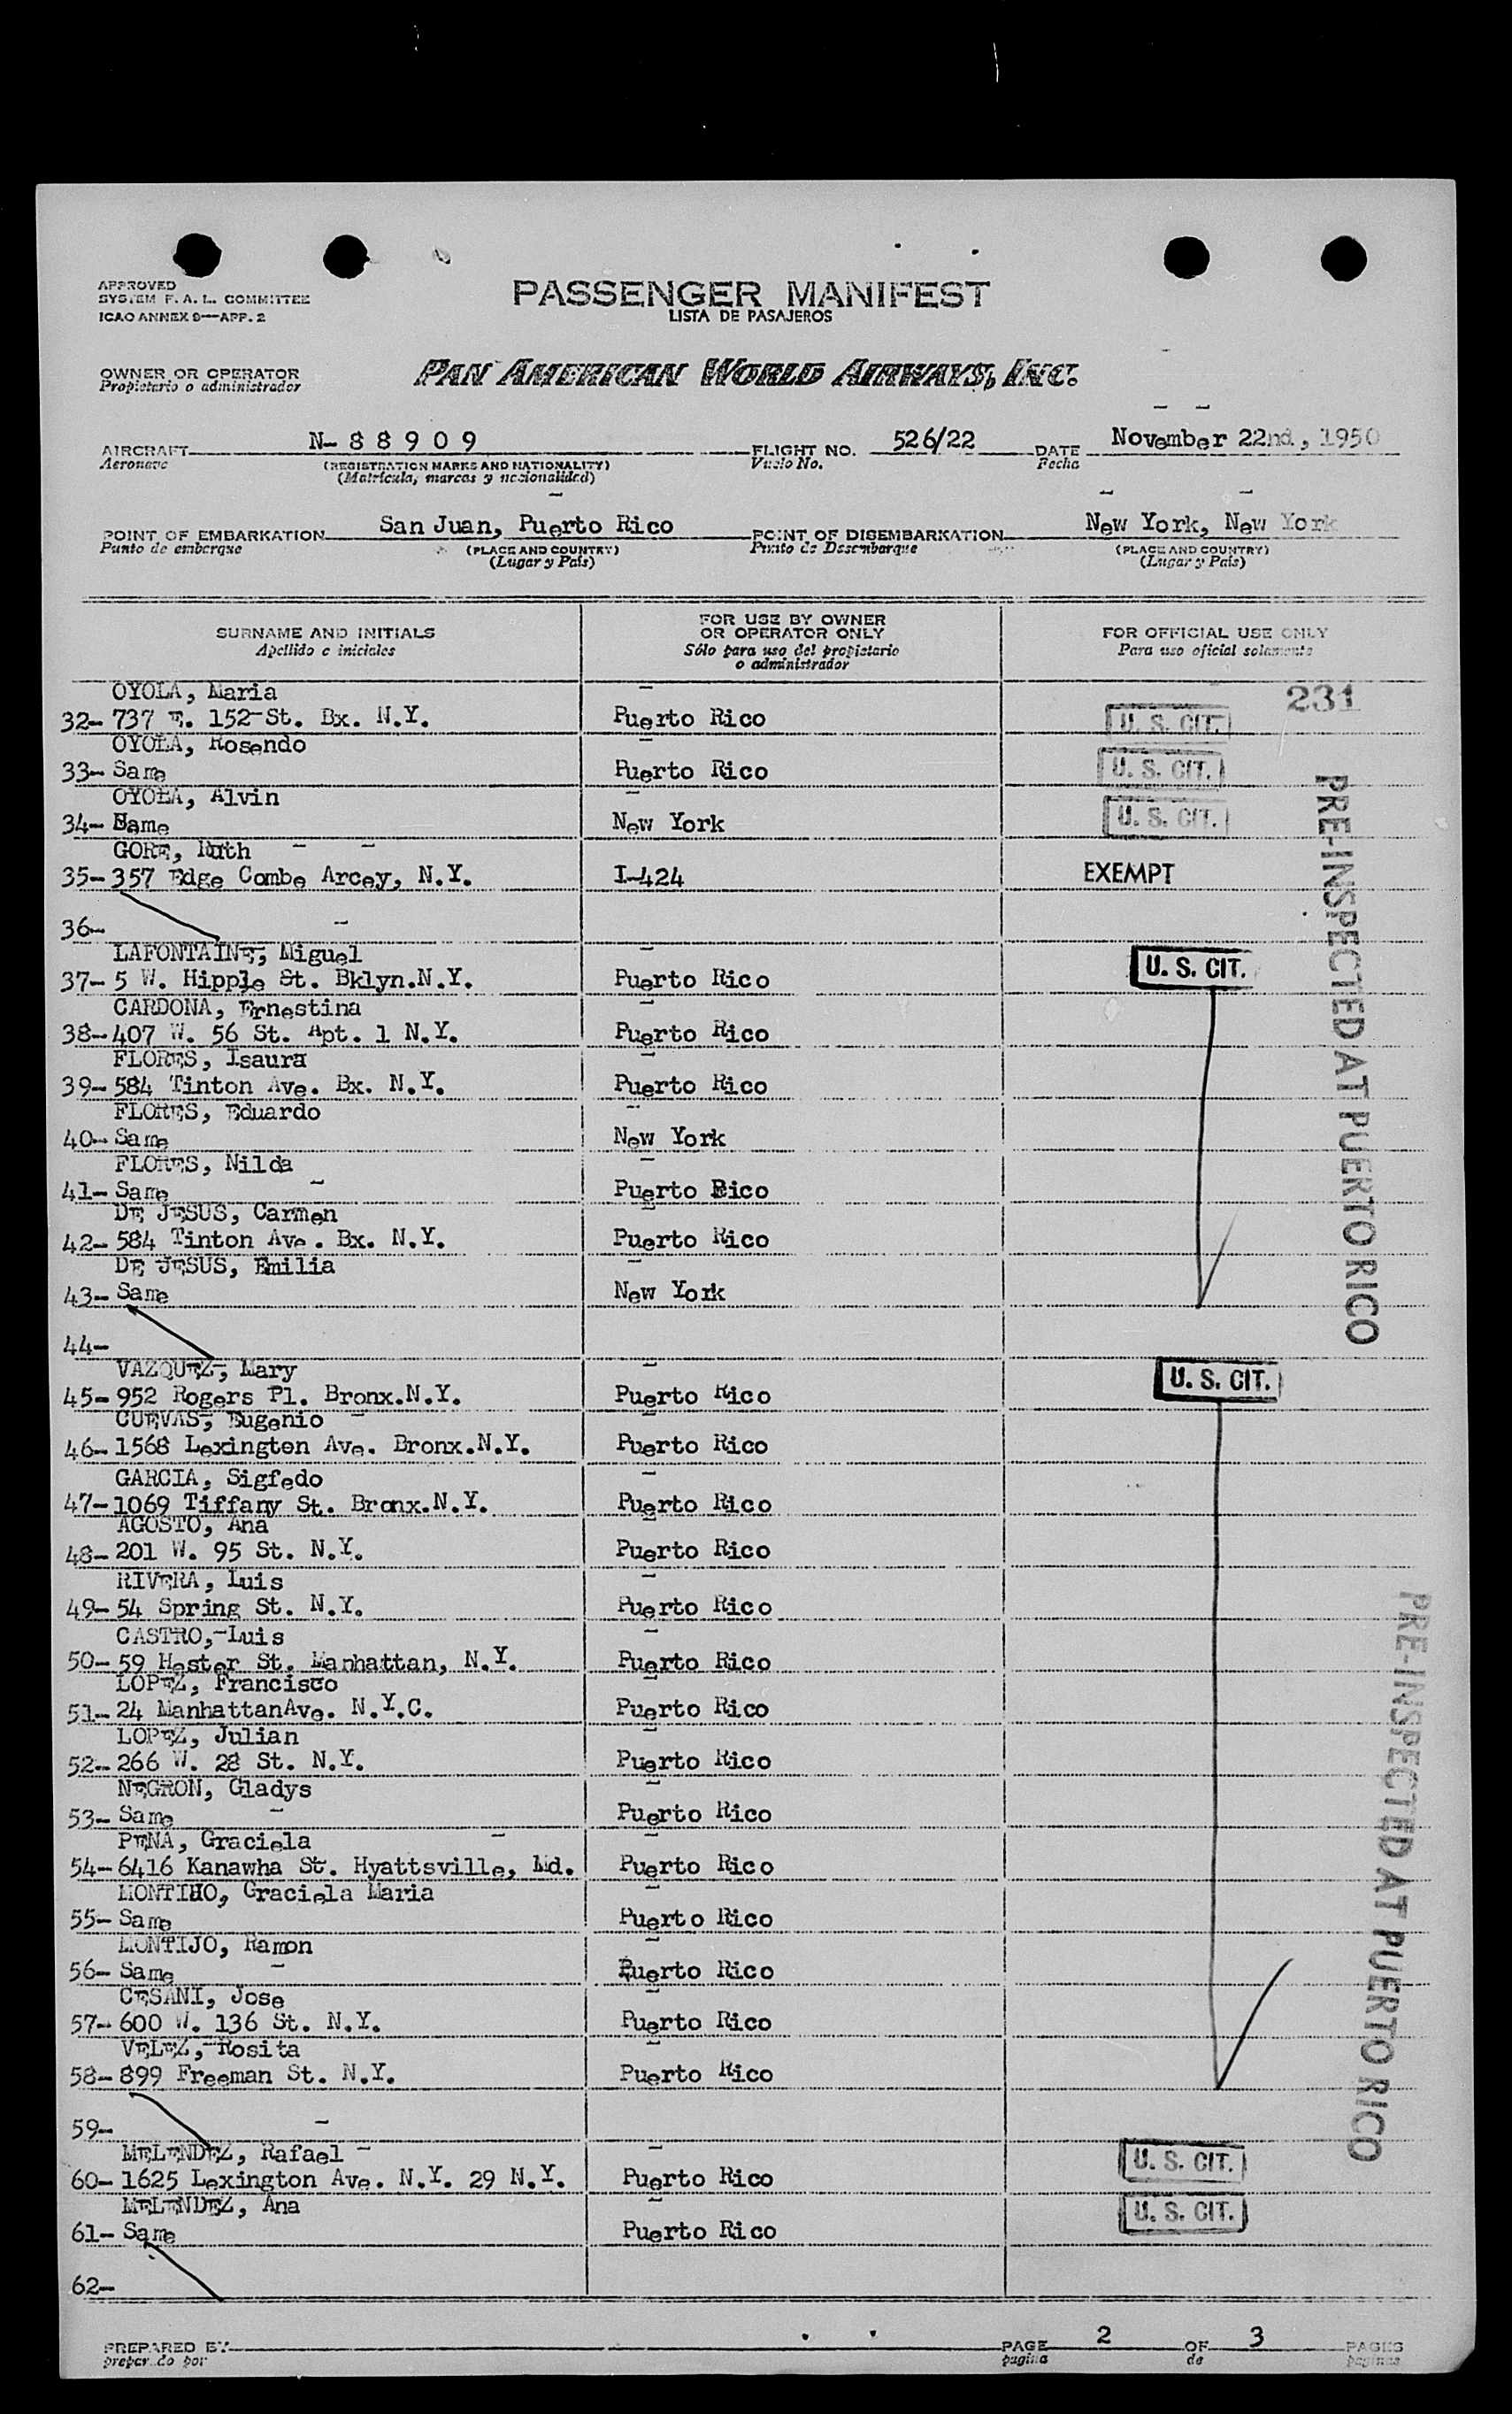 APPROVED
SYSTEM F. A. L. COMMITTEE
ICAO ANNEX 9—APP. 2
PASSENGER MANIFEST
LISTA DE PASAJEROS
OWNER OR OPERATOR
Propietario o administrador
PAN AMERICAN WORLD AIRWAYS, INC.
AIRCRAFT N-88909 FLIGHT NO. 526/22 DATE November 22nd, 1950
Aeronave (REGISTRATION MARKS AND NATIONALITY) Vuelo No. Fecha
(Matricula, marcas y nacionalidad)
POINT OF EMBARKATION San Juan, Puerto Rico POINT OF DISEMBARKATION New York, New York
Punto de embarque (PLACE AND COUNTRY) Punto de Desembarque (PLACE AND COUNTRY)
(Lugar y País) (Lugar y País)
SURNAME AND INITIALS
Apellido e iniciales
FOR USE BY OWNER
OR OPERATOR ONLY
Sólo para uso del propietario
o administrador
FOR OFFICIAL USE ONLY
Para uso oficial solamente
231
OYOLA, Maria
32- 737 E. 152 St. Bx. N.Y. Puerto Rico U. S. CIT.
OYOLA, Rosendo
33- Same Puerto Rico U. S. CIT.
OYOLA, Alvin
34- Same New York U. S. CIT.
GORE, Ruth
35- 357 Edge Combe Arcey, N.Y. I-424 EXEMPT
36-
LAFONTAINE, Miguel
37- 5 W. Hipple St. Bklyn.N.Y. Puerto Rico U. S. CIT.
CARDONA, Ernestina
38- 407 W. 56 St. Apt. 1 N.Y. Puerto Rico
FLORES, Isaura
39- 584 Tinton Ave. Bx. N.Y. Puerto Rico
FLORES, Eduardo
40- Same New York
FLORES, Nilda
41- Same Puerto Rico
DE JESUS, Carmen
42- 584 Tinton Ave. Bx. N.Y. Puerto Rico
DE JESUS, Emilia
43- Same New York
44-
VAZQUEZ, Mary
45- 952 Rogers Pl. Bronx.N.Y. Puerto Rico U. S. CIT.
CUEVAS, Eugenio
46- 1568 Lexington Ave. Bronx.N.Y. Puerto Rico
GARCIA, Sigfedo
47- 1069 Tiffany St. Bronx.N.Y. Puerto Rico
AGOSTO, Ana
48- 201 W. 95 St. N.Y. Puerto Rico
RIVERA, Luis
49- 54 Spring St. N.Y. Puerto Rico
CASTRO, Luis
50- 59 Hester St. Manhattan, N.Y. Puerto Rico
LOPEZ, Francisco
51- 24 ManhattanAve. N.Y.C. Puerto Rico
LOPEZ, Julian
52- 266 W. 28 St. N.Y. Puerto Rico
NEGRON, Gladys
53- Same Puerto Rico
PENA, Graciela
54- 6416 Kanawha St. Hyattsville, Md. Puerto Rico
MONTIHO, Graciela Maria
55- Same Puerto Rico
MONTIJO, Ramon
56- Same Puerto Rico
CESANI, Jose
57- 600 W. 136 St. N.Y. Puerto Rico
VELEZ, Rosita
58- 899 Freeman St. N.Y. Puerto Rico
59-
MELENDEZ, Rafael
60- 1625 Lexington Ave. N.Y. 29 N.Y. Puerto Rico U. S. CIT.
MELENDEZ, Ana
61- Same Puerto Rico U. S. CIT.
62-
PRE-INSPECTED AT PUERTO RICO
PRE-INSPECTED AT PUERTO RICO
PREPARED BY PAGE 2 OF 3 PAGES
preparado por pagina de paginas